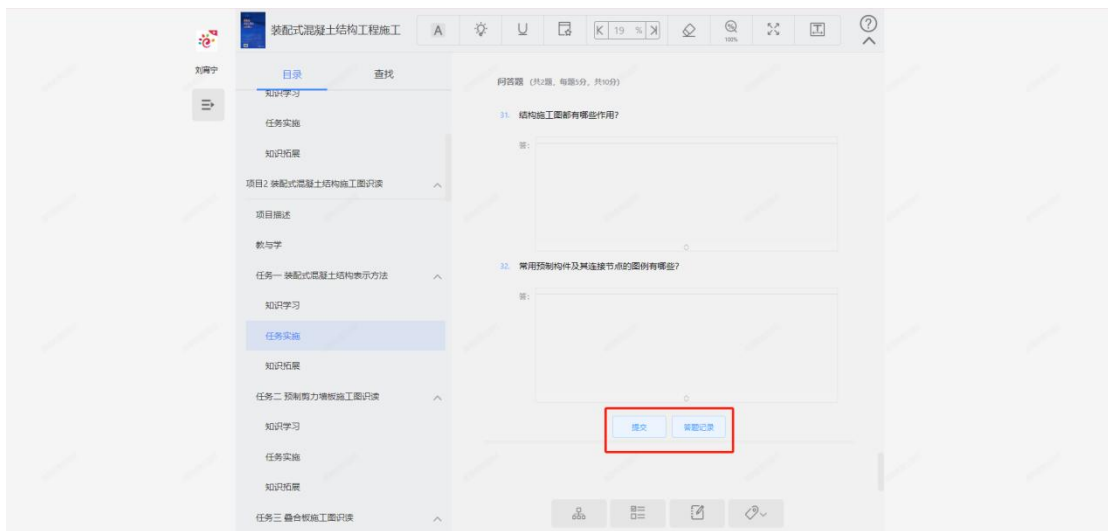 装配式混凝土结构工程施工
A
U
K 19 % K
100%
T
?
刘霄宁
目录 查找
知识学习
任务实施
知识拓展
项目2 装配式混凝土结构施工图识读
项目描述
教与学
任务一 装配式混凝土结构表示方法
知识学习
任务实施
知识拓展
任务二 预制剪力墙板施工图识读
知识学习
任务实施
知识拓展
任务三 叠合板施工图识读
问答题 (共2题, 每题5分, 共10分)
31. 结构施工图都有哪些作用?
答:
32. 常用预制构件及其连接节点的图例有哪些?
答:
提交 答题记录